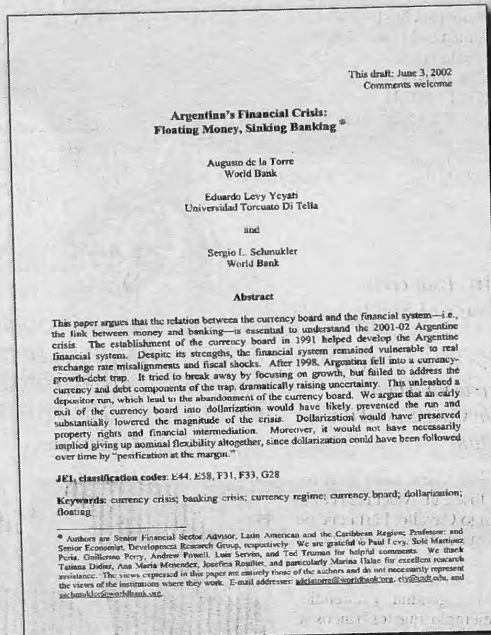 This draft: June 3, 2002
Comments welcome
Argentina's Financial Crisis:
Floating Money, Sinking Banking *
Augusto de la Torre
World Bank
Eduardo Levy Yeyati
Universidad Torcuato Di Tella
and
Sergio L. Schmukler
World Bank
Abstract
This paper argues that the relation between the currency board and the financial system—i.e.,
the link between money and banking—is essential to understand the 2001-02 Argentine
crisis. The establishment of the currency board in 1991 helped develop the Argentine
financial system. Despite its strengths, the financial system remained vulnerable to real
exchange rate misalignments and fiscal shocks. After 1998, Argentina fell into a currency-
growth-debt trap. It tried to break away by focusing on growth, but failed to address the
currency and debt components of the trap, dramatically raising uncertainty. This unleashed a
depositor run, which lead to the abandonment of the currency board. We argue that an early
exit of the currency board into dollarization would have likely prevented the run and
substantially lowered the magnitude of the crisis. Dollarization would have preserved
property rights and financial intermediation. Moreover, it would not have necessarily
implied giving up nominal flexibility altogether, since dollarization could have been followed
over time by "pesification at the margin."
JEL classification codes: E44, E58, F31, F33, G28
Keywords: currency crisis; banking crisis; currency regime; currency board; dollarization;
floating
* Authors are Senior Financial Sector Advisor, Latin American and the Caribbean Region; Professor; and
Senior Economist, Development Research Group, respectively. We are grateful to Paul Levy, Sole Martinez
Peria, Guillermo Perry, Andrew Powell, Luis Servén, and Ted Truman for helpful comments. We thank
Tatiana Didier, Ana Maria Menendez, Josefina Rouillet, and particularly Marina Halac for excellent research
assistance. The views expressed in this paper are entirely those of the authors and do not necessarily represent
the views of the institutions where they work. E-mail addresses: adelatorre@worldbank.org, ely@utdt.edu, and
sschmukler@worldbank.org.